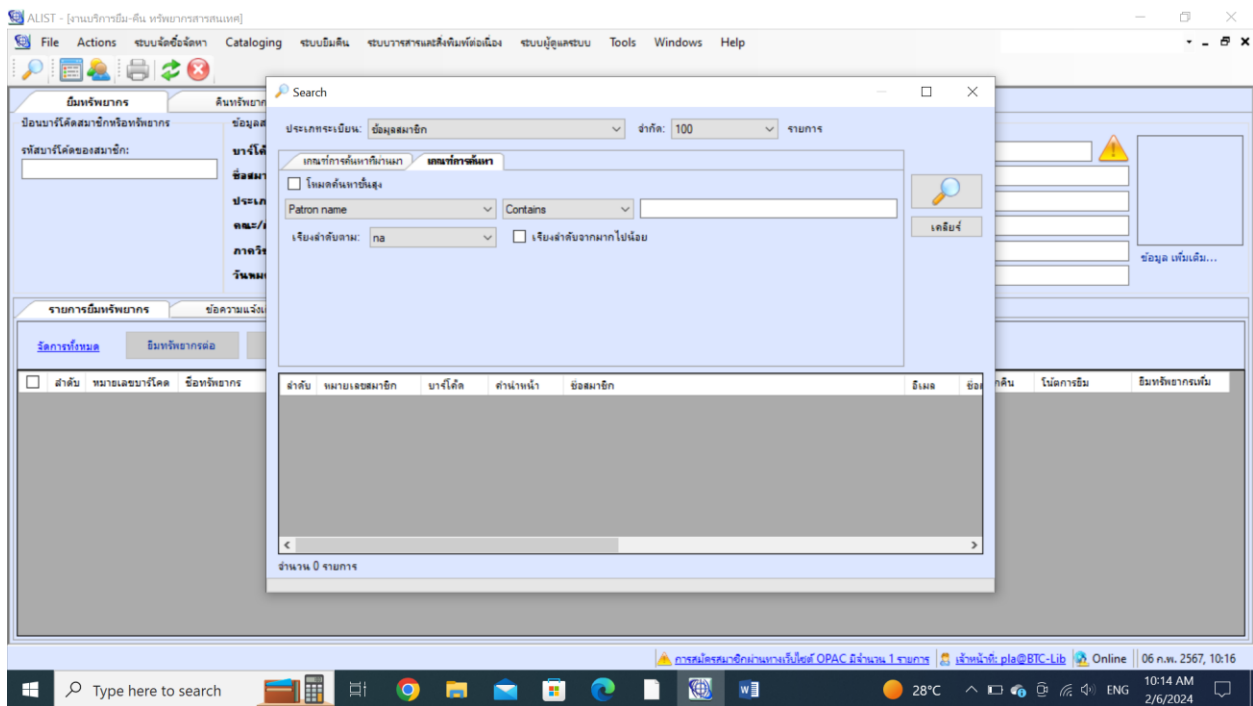 ALIST - [งานบริการยืม-คืน ทรัพยากรสารสนเทศ]
File Actions ระบบจัดซื้อจัดหา Cataloging ระบบยืมคืน ระบบวารสารและสิ่งพิมพ์ต่อเนื่อง ระบบผู้ดูแลระบบ Tools Windows Help
ยืมทรัพยากร
ป้อนบาร์โค้ดสมาชิกหรือทรัพยากร
รหัสบาร์โค้ดของสมาชิก:
ข้อมูล เพิ่มเติม...
Search
ประเภทระเบียน: ข้อมูลสมาชิก จำกัด: 100 รายการ
เกณฑ์การค้นหาที่ผ่านมา เกณฑ์การค้นหา
โหมดค้นหาขั้นสูง
Patron name Contains
เคลียร์
เรียงลำดับตาม: na เรียงลำดับจากมากไปน้อย
ลำดับ หมายเลขสมาชิก บาร์โค้ด คำนำหน้า ชื่อสมาชิก อีเมล
จำนวน 0 รายการ
รายการยืมทรัพยากร
จัดการทั้งหมด ยืมทรัพยากรต่อ
ลำดับ หมายเลขบาร์โคด ชื่อทรัพยากร โน้ตการยืม ยืมทรัพยากรเพิ่ม
การสมัครสมาชิกผ่านทางเว็บไซต์ OPAC มีจำนวน 1 รายการ เจ้าหน้าที่: pla@BTC-Lib Online 06 ก.พ. 2567, 10:16
Type here to search 28°C ENG 10:14 AM
2/6/2024